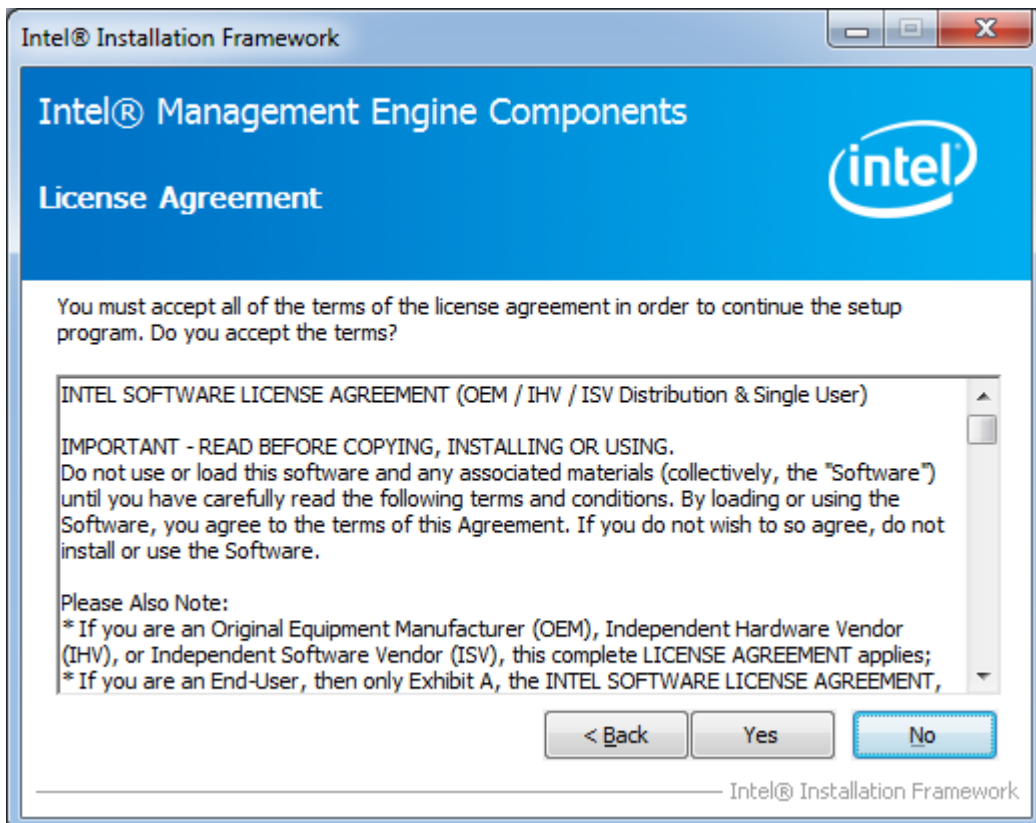 Intel® Installation Framework
Intel® Management Engine Components
intel
License Agreement
You must accept all of the terms of the license agreement in order to continue the setup
program. Do you accept the terms?
INTEL SOFTWARE LICENSE AGREEMENT (OEM / IHV / ISV Distribution & Single User)
IMPORTANT - READ BEFORE COPYING, INSTALLING OR USING.
Do not use or load this software and any associated materials (collectively, the "Software")
until you have carefully read the following terms and conditions. By loading or using the
Software, you agree to the terms of this Agreement. If you do not wish to so agree, do not
install or use the Software.
Please Also Note:
* If you are an Original Equipment Manufacturer (OEM), Independent Hardware Vendor
(IHV), or Independent Software Vendor (ISV), this complete LICENSE AGREEMENT applies;
* If you are an End-User, then only Exhibit A, the INTEL SOFTWARE LICENSE AGREEMENT,
< Back
Yes
No
Intel® Installation Framework